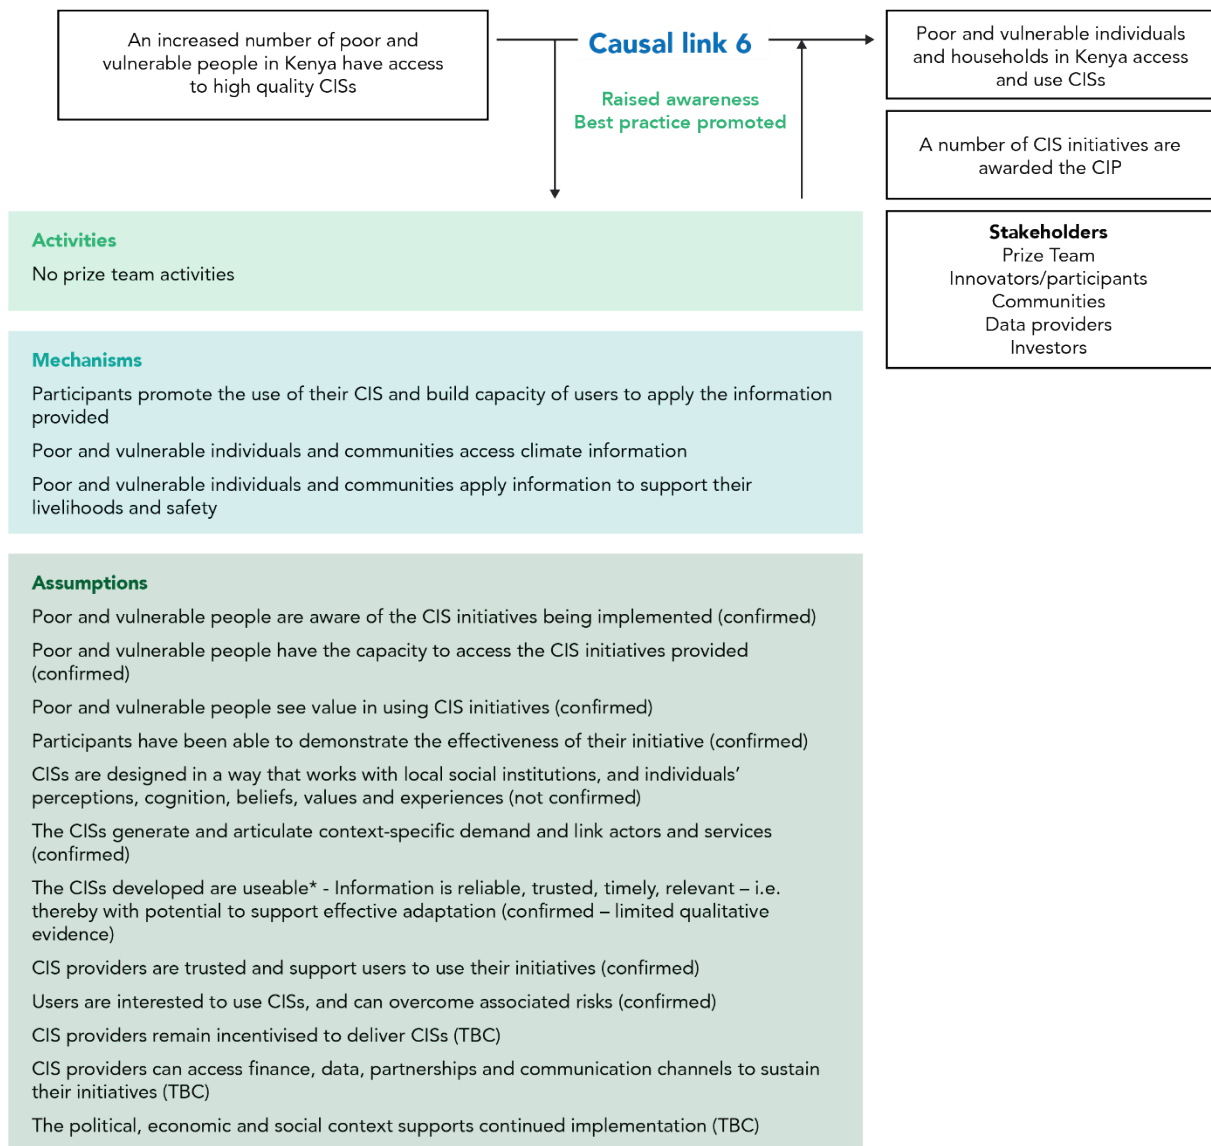 An increased number of poor and
vulnerable people in Kenya have access
to high quality CISs
Causal link 6
Raised awareness
Best practice promoted
Poor and vulnerable individuals
and households in Kenya access
and use CISs
A number of CIS initiatives are
awarded the CIP
Stakeholders
Prize Team
Innovators/participants
Communities
Data providers
Investors
Activities
No prize team activities
Mechanisms
Participants promote the use of their CIS and build capacity of users to apply the information
provided
Poor and vulnerable individuals and communities access climate information
Poor and vulnerable individuals and communities apply information to support their
livelihoods and safety
Assumptions
Poor and vulnerable people are aware of the CIS initiatives being implemented (confirmed)
Poor and vulnerable people have the capacity to access the CIS initiatives provided
(confirmed)
Poor and vulnerable people see value in using CIS initiatives (confirmed)
Participants have been able to demonstrate the effectiveness of their initiative (confirmed)
CISs are designed in a way that works with local social institutions, and individuals’
perceptions, cognition, beliefs, values and experiences (not confirmed)
The CISs generate and articulate context-specific demand and link actors and services
(confirmed)
The CISs developed are useable* - Information is reliable, trusted, timely, relevant – i.e.
thereby with potential to support effective adaptation (confirmed – limited qualitative
evidence)
CIS providers are trusted and support users to use their initiatives (confirmed)
Users are interested to use CISs, and can overcome associated risks (confirmed)
CIS providers remain incentivised to deliver CISs (TBC)
CIS providers can access finance, data, partnerships and communication channels to sustain
their initiatives (TBC)
The political, economic and social context supports continued implementation (TBC)